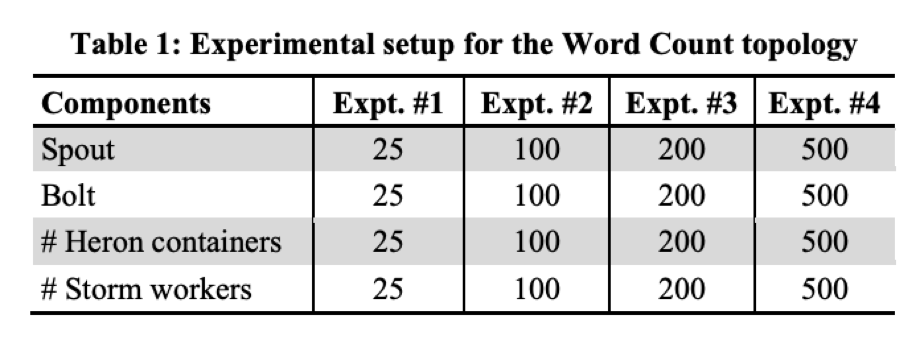 Table 1: Experimental setup for the Word Count topology
Components Expt. #1 Expt. #2 Expt. #3 Expt. #4
Spout 25 100 200 500
Bolt 25 100 200 500
# Heron containers 25 100 200 500
# Storm workers 25 100 200 500